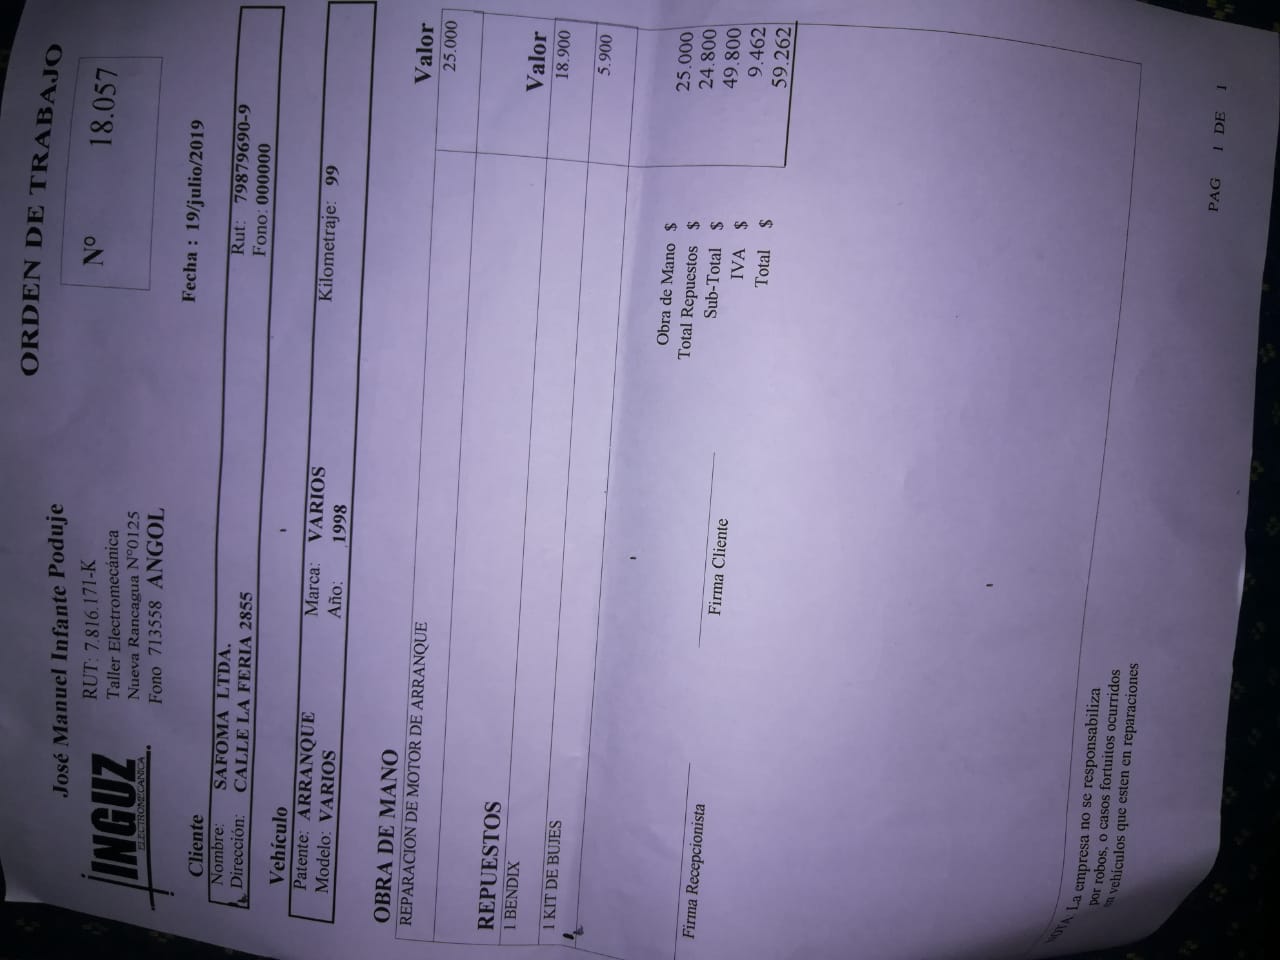 ORDEN DE TRABAJO
José Manuel Infante Poduje
RUT: 7.816.171-K
Taller Electromecánica
Nueva Rancagua N°0125
Fono 713558 ANGOL
INGUZ
ELECTROMECANICA
N° 18.057
Fecha : 19/julio/2019
Cliente
Nombre: SAFOMA LTDA.
Rut: 79879690-9
Dirección: CALLE LA FERIA 2855
Fono: 000000
Vehículo
Patente: ARRANQUE Marca: VARIOS Kilometraje: 99
Modelo: VARIOS Año: 1998
OBRA DE MANO Valor
REPARACION DE MOTOR DE ARRANQUE 25.000
REPUESTOS Valor
1 BENDIX 18.900
1 KIT DE BUJES 5.900
Obra de Mano $ 25.000
Total Repuestos $ 24.800
Sub-Total $ 49.800
IVA $ 9.462
Total $ 59.262
Firma Recepcionista
Firma Cliente
NOTA: La empresa no se responsabiliza
por robos, o casos fortuitos ocurridos
en vehículos que esten en reparaciones
PAG 1 DE 1